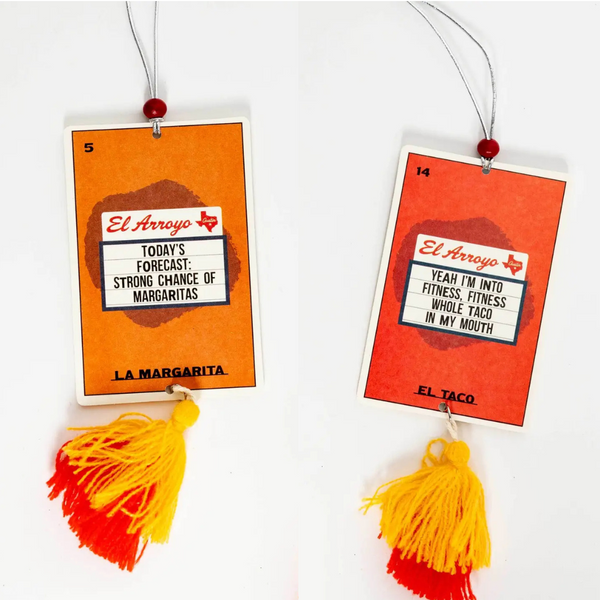 5
El Arroyo
TODAY'S
FORECAST:
STRONG CHANCE OF
MARGARITAS
LA MARGARITA
14
El Arroyo
YEAH I'M INTO
FITNESS, FITNESS
WHOLE TACO
IN MY MOUTH
EL TACO